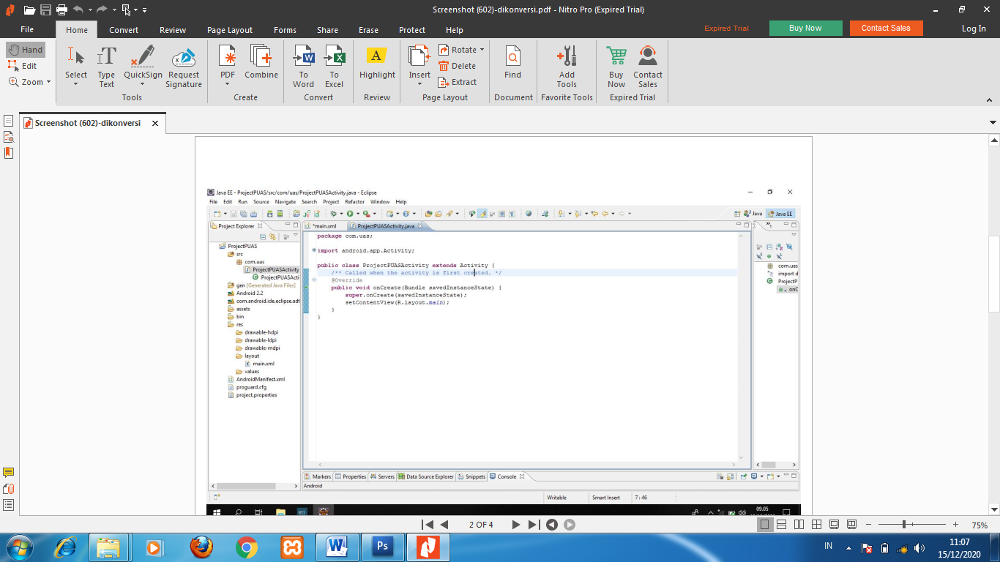 Screenshot (602)-dikonversi.pdf - Nitro Pro (Expired Trial)
File Home Convert Review Page Layout Forms Share Erase Protect Help Expired Trial Buy Now Contact Sales Log In
Hand
Edit
Zoom
Select
Type Text
QuickSign
Request Signature
Tools
PDF
Combine
Create
To Word
To Excel
Convert
A
Highlight
Review
Insert
Rotate
Delete
Extract
Page Layout
Find
Document
Add Tools
Favorite Tools
Buy Now
Contact Sales
Expired Trial
Screenshot (602)-dikonversi
Java EE - ProjectPUAS/src/com/uas/ProjectPUASActivity.java - Eclipse
File Edit Run Source Navigate Search Project Refactor Window Help
Java Java EE
Project Explorer
*main.xml ProjectPUASActivity.java
ProjectPUAS
src
com.uas
ProjectPUASActivity
ProjectPUASActi
gen [Generated Java Files]
Android 2.2
com.android.ide.eclipse.adt
assets
bin
res
drawable-hdpi
drawable-ldpi
drawable-mdpi
layout
main.xml
values
AndroidManifest.xml
proguard.cfg
project.properties
package com.uas;
import android.app.Activity;
public class ProjectPUASActivity extends Activity {
/** Called when the activity is first created. */
@Override
public void onCreate(Bundle savedInstanceState) {
super.onCreate(savedInstanceState);
setContentView(R.layout.main);
}
}
com.uas
import d
ProjectP
onC
Markers Properties Servers Data Source Explorer Snippets Console
Android
Writable Smart Insert 7 : 46
09.05
2 OF 4
75%
W Ps
IN
11:07
15/12/2020